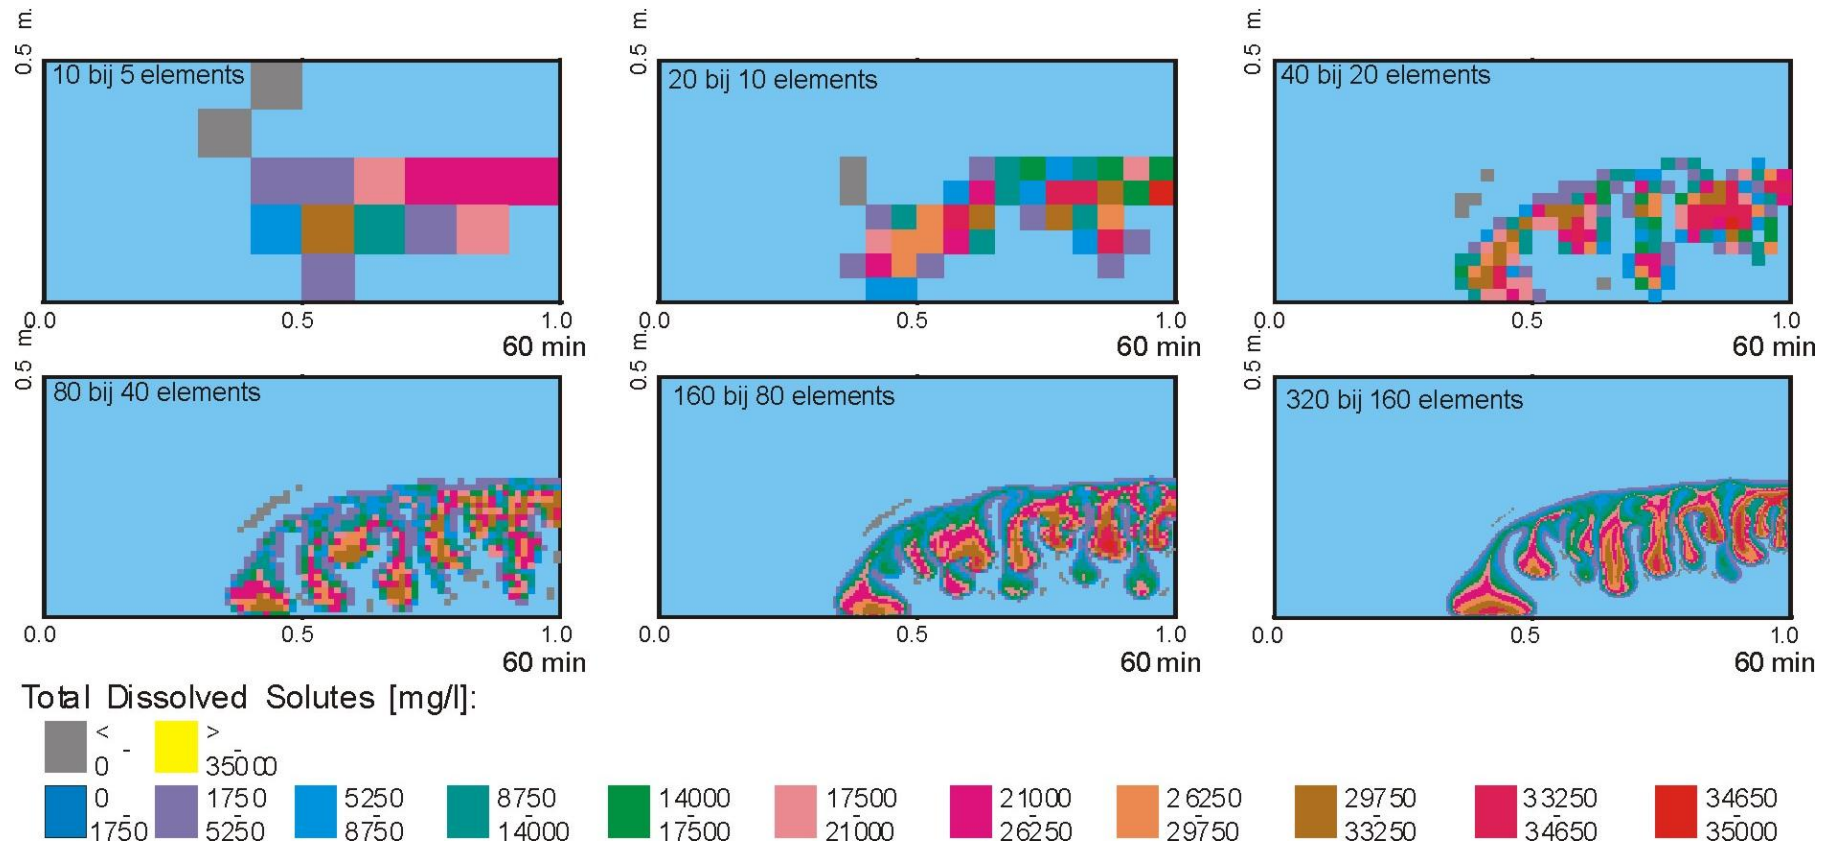 0.5 m.
10 bij 5 elements
0.0 0.5 1.0
60 min
0.5 m.
20 bij 10 elements
0.0 0.5 1.0
60 min
0.5 m.
40 bij 20 elements
0.0 0.5 1.0
60 min
0.5 m.
80 bij 40 elements
0.0 0.5 1.0
60 min
0.5 m.
160 bij 80 elements
0.0 0.5 1.0
60 min
0.5 m.
320 bij 160 elements
0.0 0.5 1.0
60 min
Total Dissolved Solutes [mg/l]:
< - 0
> - 35000
0 - 1750
1750 - 5250
5250 - 8750
8750 - 14000
14000 - 17500
17500 - 21000
21000 - 26250
26250 - 29750
29750 - 33250
33250 - 34650
34650 - 35000